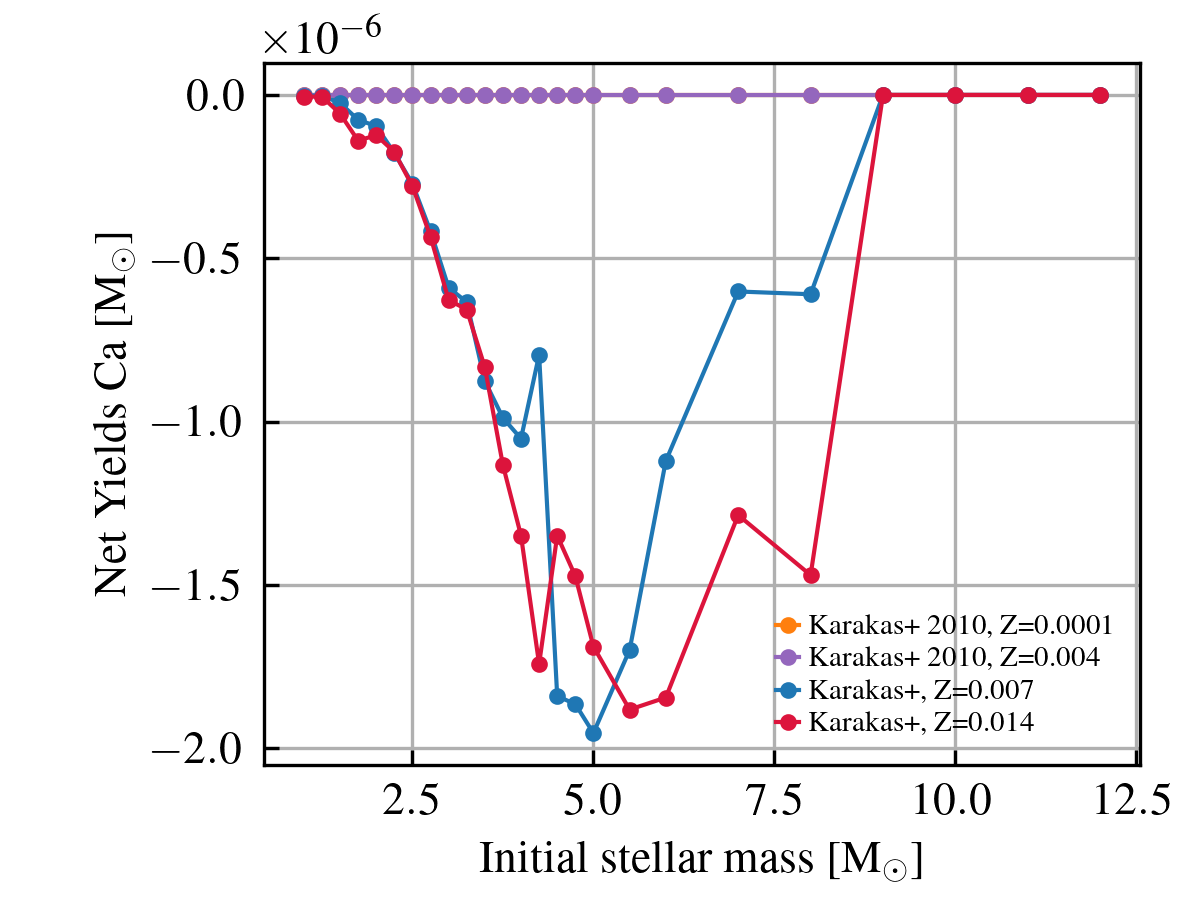 ×10⁻⁶
0.0
−0.5
−1.0
−1.5
−2.0
Net Yields Ca [M⊙]
Karakas+ 2010, Z=0.0001
Karakas+ 2010, Z=0.004
Karakas+, Z=0.007
Karakas+, Z=0.014
2.5 5.0 7.5 10.0 12.5
Initial stellar mass [M⊙]